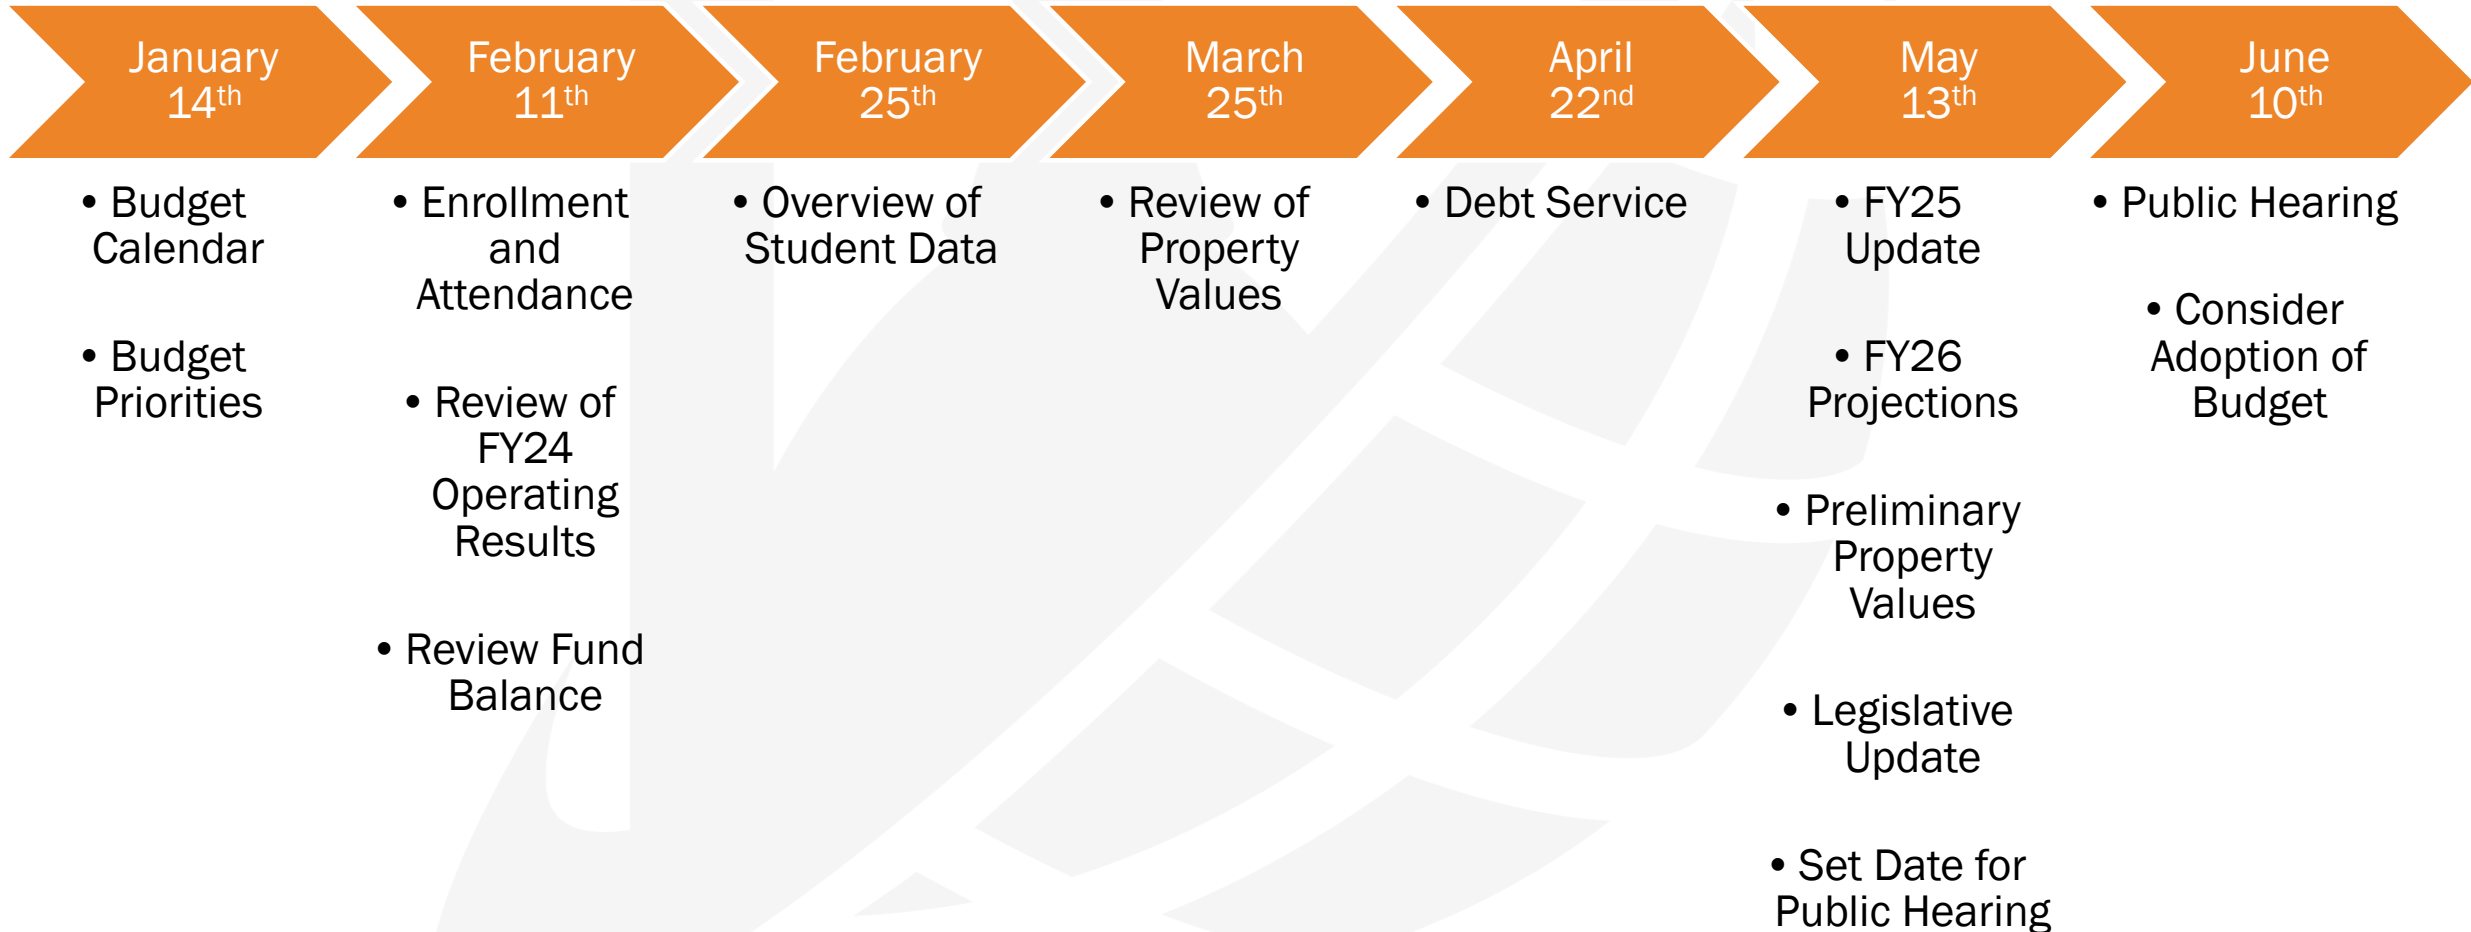 January
14th
• Budget
Calendar
• Budget
Priorities
February
11th
• Enrollment
and
Attendance
• Review of
FY24
Operating
Results
• Review Fund
Balance
February
25th
• Overview of
Student Data
March
25th
• Review of
Property
Values
April
22nd
• Debt Service
May
13th
• FY25
Update
• FY26
Projections
• Preliminary
Property
Values
• Legislative
Update
• Set Date for
Public Hearing
June
10th
• Public Hearing
• Consider
Adoption of
Budget